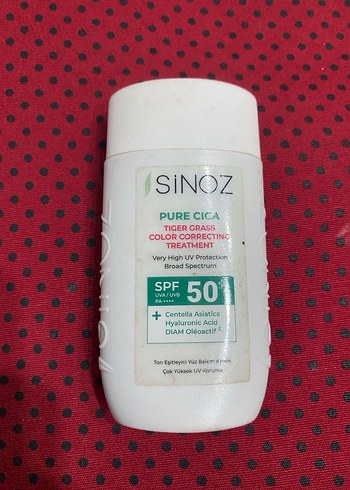 SiNOZ
PURE CICA
TIGER GRASS
COLOR CORRECTING
TREATMENT
Very High UV Protection
Broad Spectrum
SPF 50+
UVA / UVB
PA ++++
+ Centella Asiatica
Hyaluronic Acid
DIAM Oléoactif
Ton Eşitleyici Yüz Bakım Kremi
Çok Yüksek UV Koruma